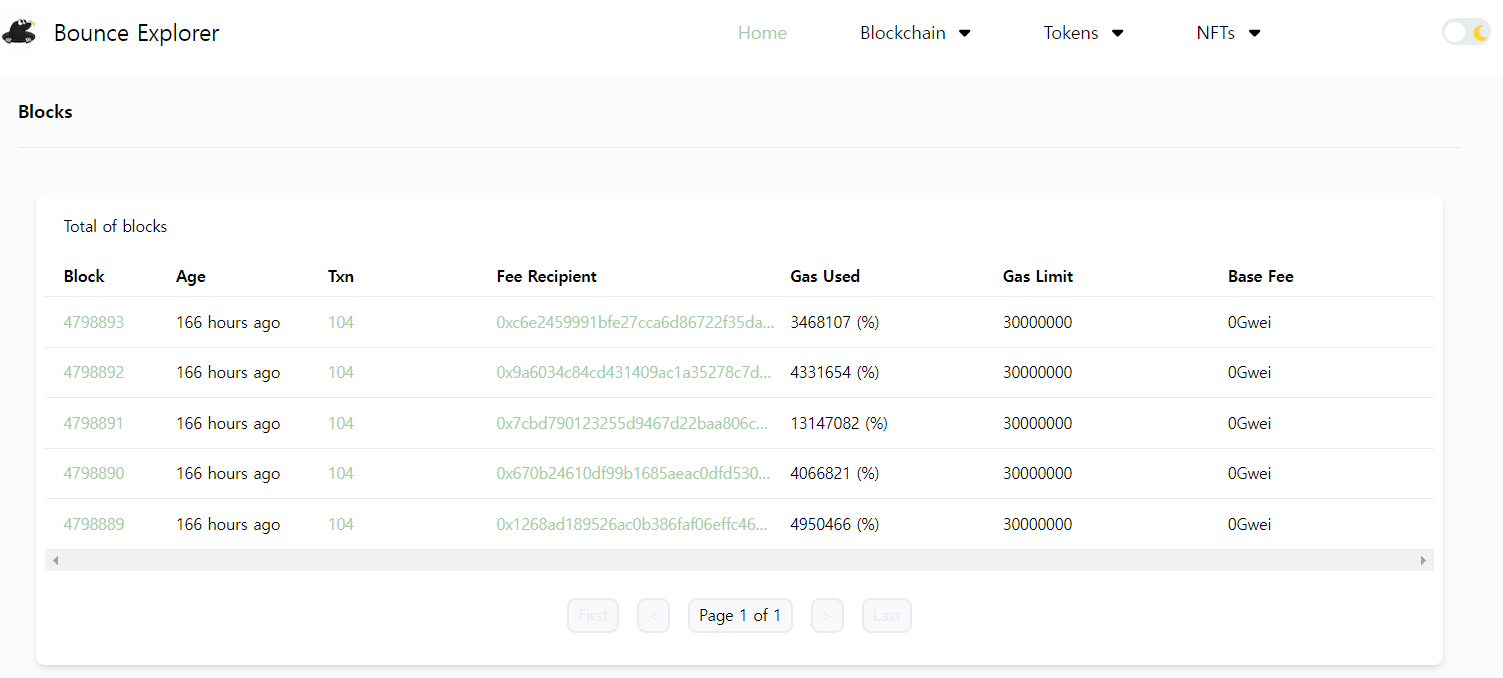 Bounce Explorer Home Blockchain Tokens NFTs
Blocks
Total of blocks
Block Age Txn Fee Recipient Gas Used Gas Limit Base Fee
4798893 166 hours ago 104 0xc6e2459991bfe27cca6d86722f35da... 3468107 (%) 30000000 0Gwei
4798892 166 hours ago 104 0x9a6034c84cd431409ac1a35278c7d... 4331654 (%) 30000000 0Gwei
4798891 166 hours ago 104 0x7cbd790123255d9467d22baa806c... 13147082 (%) 30000000 0Gwei
4798890 166 hours ago 104 0x670b24610df99b1685aeac0dfd530... 4066821 (%) 30000000 0Gwei
4798889 166 hours ago 104 0x1268ad189526ac0b386faf06effc46... 4950466 (%) 30000000 0Gwei
First < Page 1 of 1 > Last